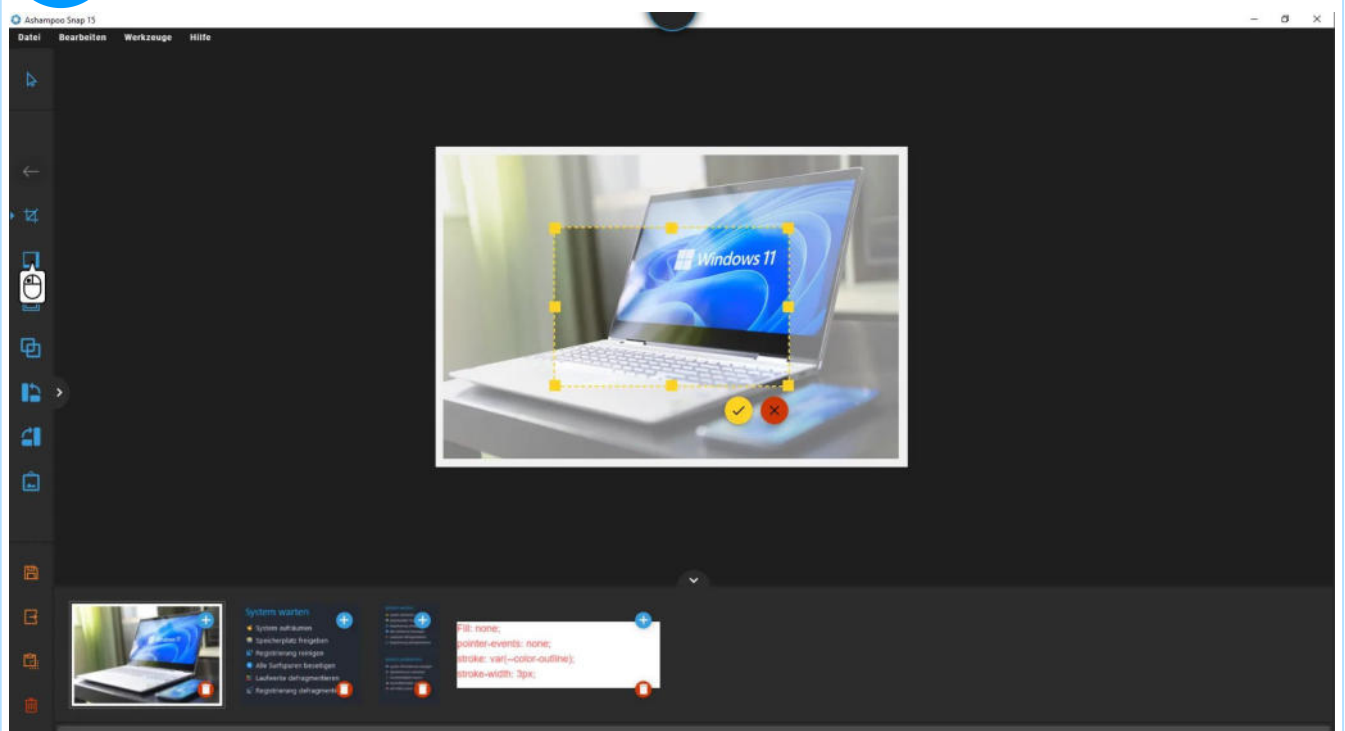 Ashampoo Snap 15
Datei Bearbeiten Werkzeuge Hilfe
Windows 11
System warten
System aufräumen
Speicherplatz freigeben
Registrierung reinigen
Alle Surfspuren beseitigen
Laufwerke defragmentieren
Registrierung defragmenti
Fill: none;
pointer-events: none;
stroke: var(--color-outline);
stroke-width: 3px;